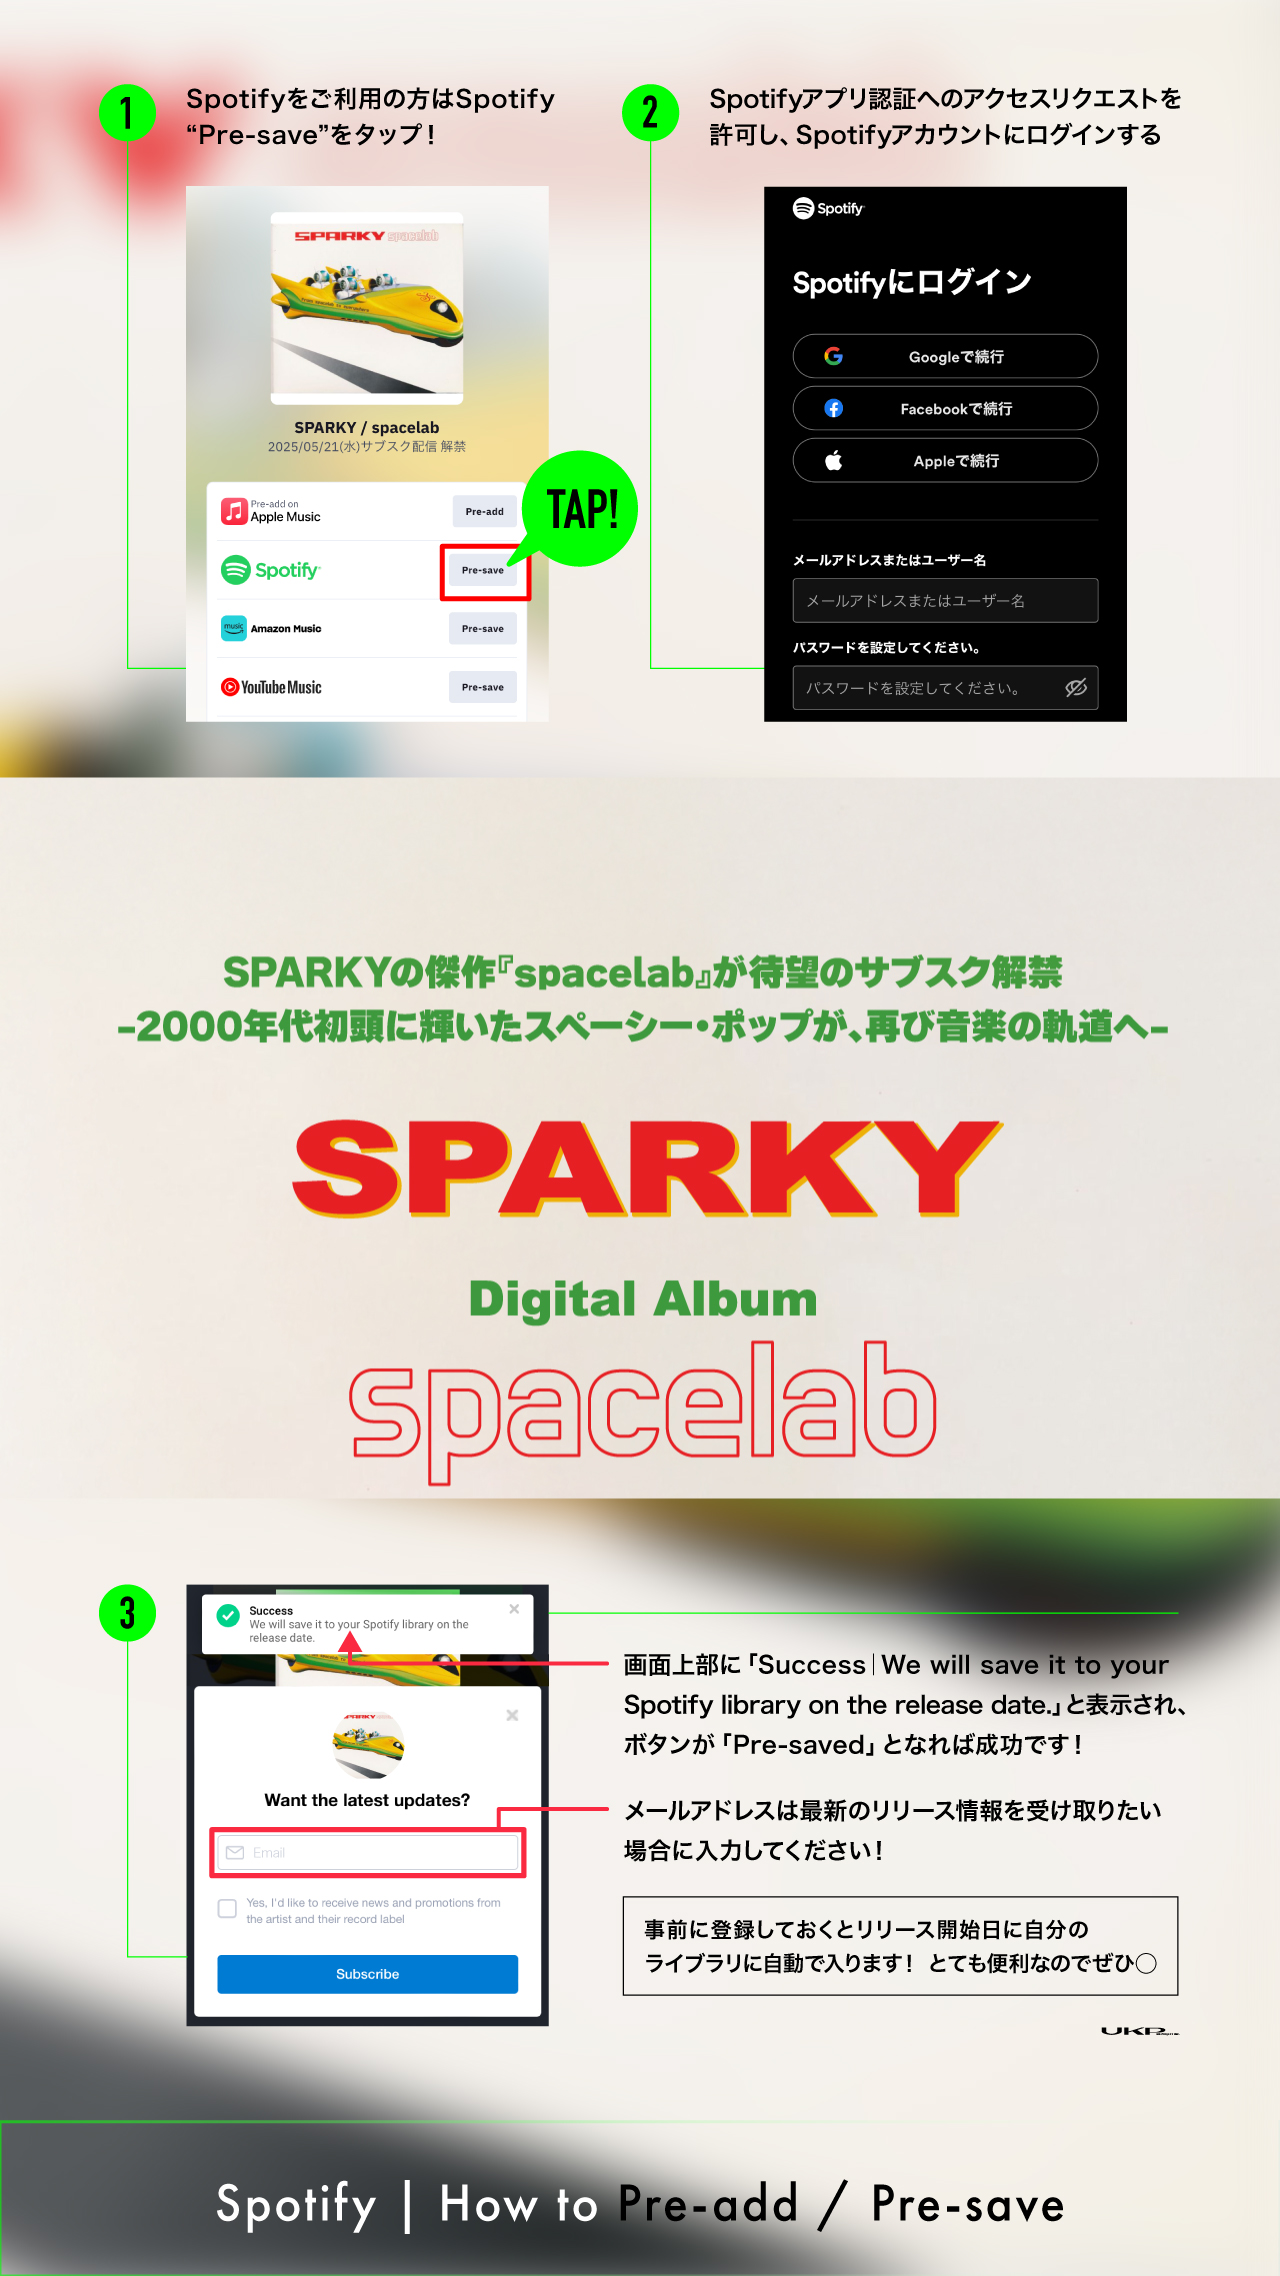 1
Spotifyをご利用の方はSpotify
“Pre-save”をタップ！
SPARKY spacelab
SPARKY / spacelab
2025/05/21(水)サブスク配信 解禁
Pre-add on
Apple Music
Pre-add
Spotify
Pre-save
TAP!
music
Amazon Music
Pre-save
YouTube Music
Pre-save
2
Spotifyアプリ認証へのアクセスリクエストを
許可し、Spotifyアカウントにログインする
Spotify
Spotifyにログイン
Googleで続行
Facebookで続行
Appleで続行
メールアドレスまたはユーザー名
メールアドレスまたはユーザー名
パスワードを設定してください。
パスワードを設定してください。
SPARKYの傑作『spacelab』が待望のサブスク解禁
–2000年代初頭に輝いたスペーシー・ポップが、再び音楽の軌道へ–
SPARKY
Digital Album
spacelab
3
Success
We will save it to your Spotify library on the
release date.
SPARKY
Want the latest updates?
Email
Yes, I'd like to receive news and promotions from
the artist and their record label
Subscribe
画面上部に「Success｜We will save it to your
Spotify library on the release date.」と表示され、
ボタンが「Pre-saved」となれば成功です！
メールアドレスは最新のリリース情報を受け取りたい
場合に入力してください！
事前に登録しておくとリリース開始日に自分の
ライブラリに自動で入ります！ とても便利なのでぜひ◯
UKP
Spotify | How to Pre-add / Pre-save